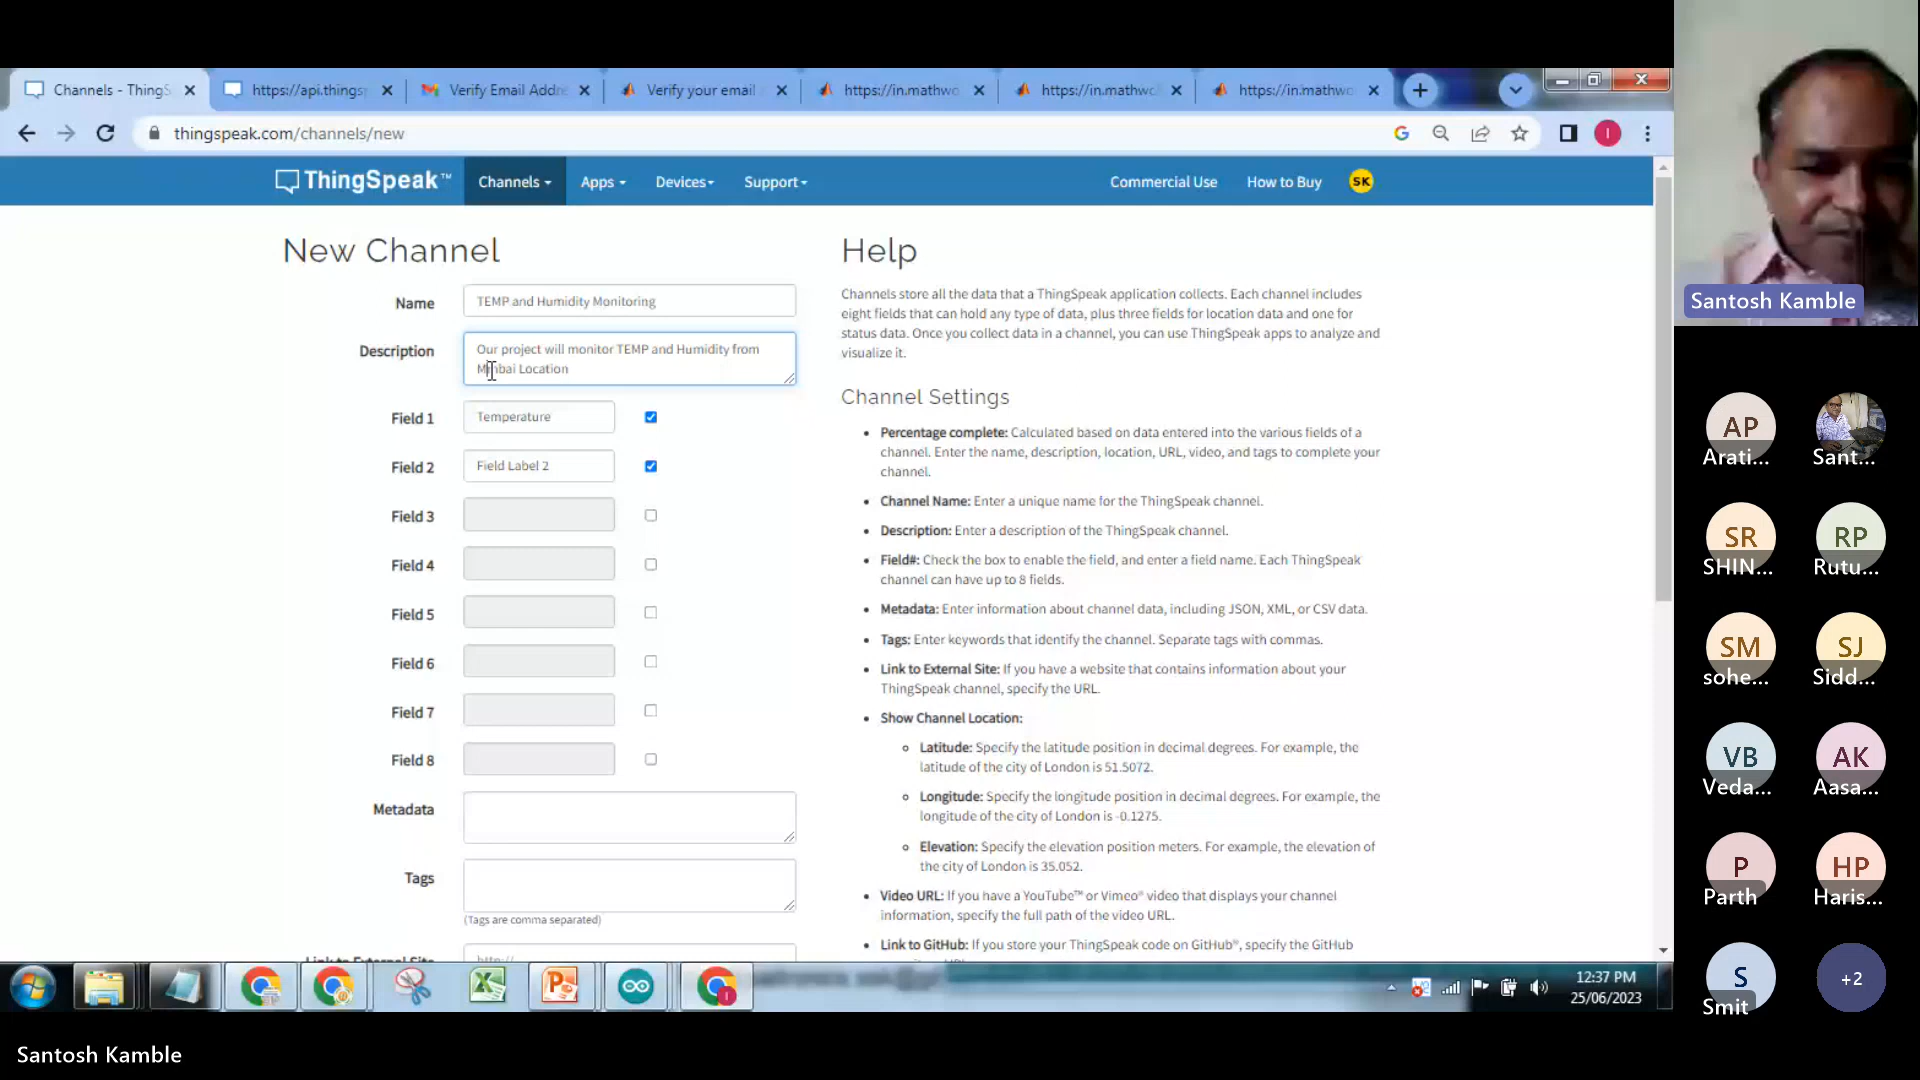 Channels - ThingS
https://api.things
Verify Email Addre
Verify your email
https://in.mathwo
https://in.mathwo
https://in.mathwo
thingspeak.com/channels/new
ThingSpeak™
Channels
Apps
Devices
Support
Commercial Use
How to Buy
SK
New Channel
Name
TEMP and Humidity Monitoring
Description
Our project will monitor TEMP and Humidity from
Location
Field 1
Temperature
Field 2
Field Label 2
Field 3
Field 4
Field 5
Field 6
Field 7
Field 8
Metadata
Tags
(Tags are comma separated)
Link to External Site
http://
Help
Channels store all the data that a ThingSpeak application collects. Each channel includes
eight fields that can hold any type of data, plus three fields for location data and one for
status data. Once you collect data in a channel, you can use ThingSpeak apps to analyze and
visualize it.
Channel Settings
Percentage complete: Calculated based on data entered into the various fields of a
channel. Enter the name, description, location, URL, video, and tags to complete your
channel.
Channel Name: Enter a unique name for the ThingSpeak channel.
Description: Enter a description of the ThingSpeak channel.
Field#: Check the box to enable the field, and enter a field name. Each ThingSpeak
channel can have up to 8 fields.
Metadata: Enter information about channel data, including JSON, XML, or CSV data.
Tags: Enter keywords that identify the channel. Separate tags with commas.
Link to External Site: If you have a website that contains information about your
ThingSpeak channel, specify the URL.
Show Channel Location:
Latitude: Specify the latitude position in decimal degrees. For example, the
latitude of the city of London is 51.5072.
Longitude: Specify the longitude position in decimal degrees. For example, the
longitude of the city of London is -0.1275.
Elevation: Specify the elevation position meters. For example, the elevation of
the city of London is 35.052.
Video URL: If you have a YouTube™ or Vimeo® video that displays your channel
information, specify the full path of the video URL.
Link to GitHub: If you store your ThingSpeak code on GitHub®, specify the GitHub
12:37 PM
25/06/2023
Santosh Kamble
AP
Arati...
Sant...
SR
SHIN...
RP
Rutu...
SM
sohe...
SJ
Sidd...
VB
Veda...
AK
Aasa...
P
Parth
HP
Haris...
S
Smit
+2
Santosh Kamble